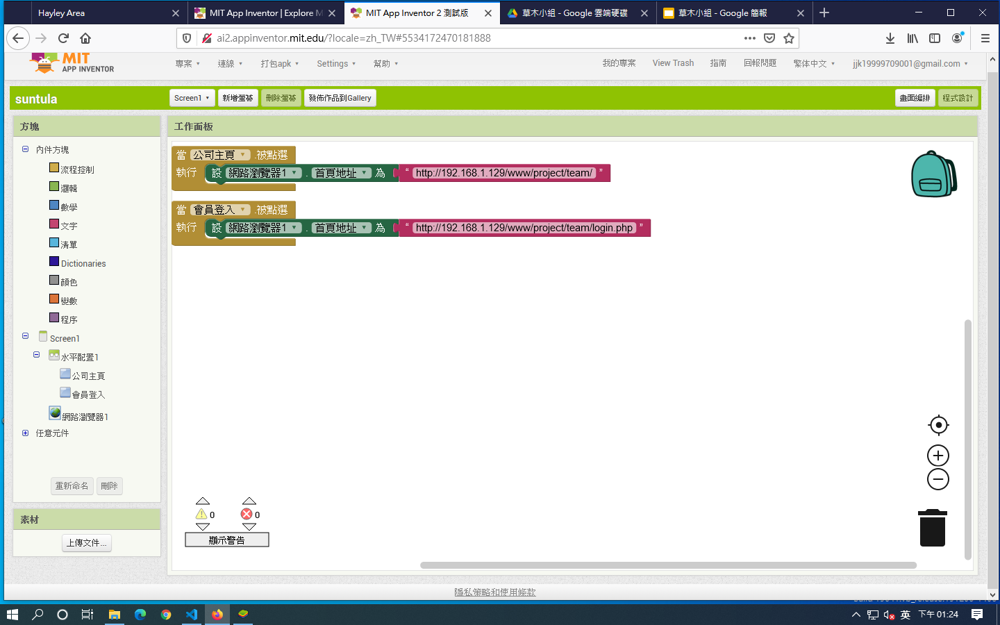 Hayley Area
MIT App Inventor | Explore M
MIT App Inventor 2 測試版
草木小組 - Google 雲端硬碟
草木小組 - Google 簡報
ai2.appinventor.mit.edu/?locale=zh_TW#5534172470181888
MIT
APP INVENTOR
專案
連線
打包apk
Settings
幫助
我的專案
View Trash
指南
回報問題
繁体中文
jjk19999709001@gmail.com
suntula
Screen1
新增螢幕
刪除螢幕
發佈作品到Gallery
畫面編排
程式設計
方塊
內件方塊
流程控制
邏輯
數學
文字
清單
Dictionaries
顏色
變數
程序
Screen1
水平配置1
公司主頁
會員登入
網路瀏覽器1
任意元件
重新命名
刪除
素材
上傳文件...
工作面板
當 公司主頁 .被點選
執行 設 網路瀏覽器1 . 首頁地址 為 “ http://192.168.1.129/www/project/team/ ”
當 會員登入 .被點選
執行 設 網路瀏覽器1 . 首頁地址 為 “ http://192.168.1.129/www/project/team/login.php ”
0
0
顯示警告
隱私策略和使用條款
英
下午 01:24